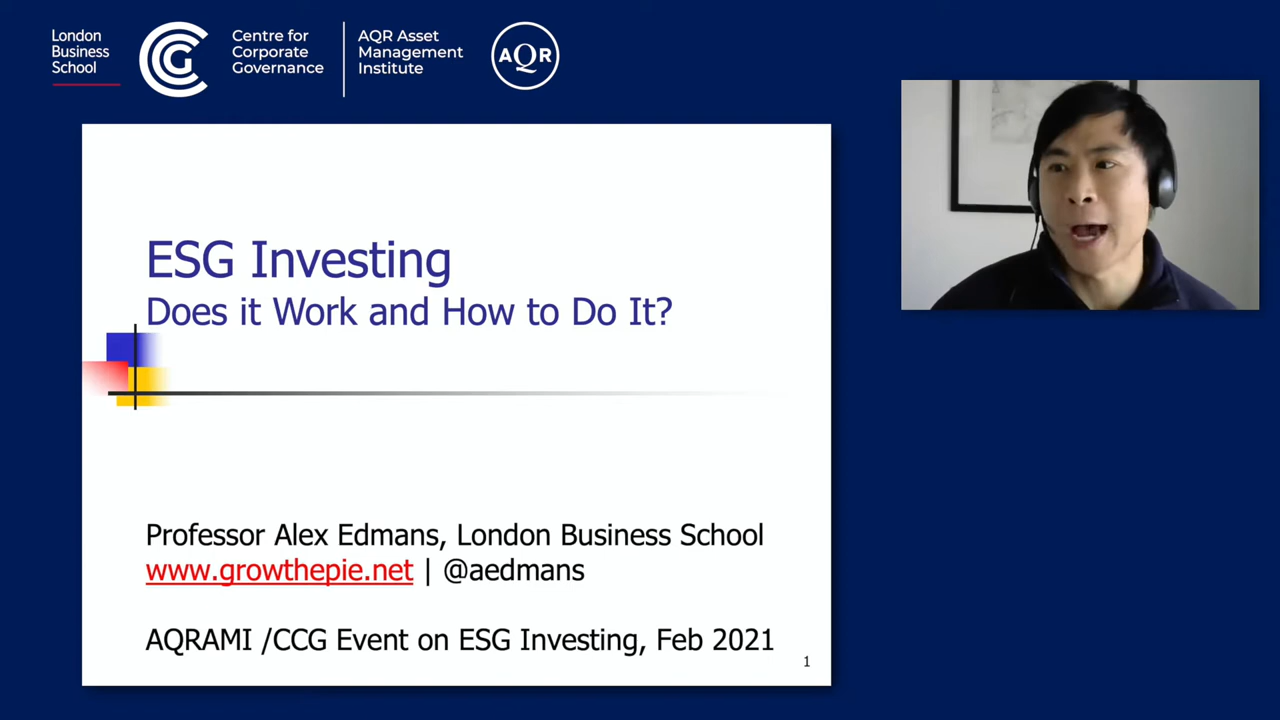 London
Business
School
Centre for
Corporate
Governance
AQR Asset
Management
Institute
AQR
ESG Investing
Does it Work and How to Do It?
Professor Alex Edmans, London Business School
www.growthepie.net | @aedmans
AQRAMI /CCG Event on ESG Investing, Feb 2021
1